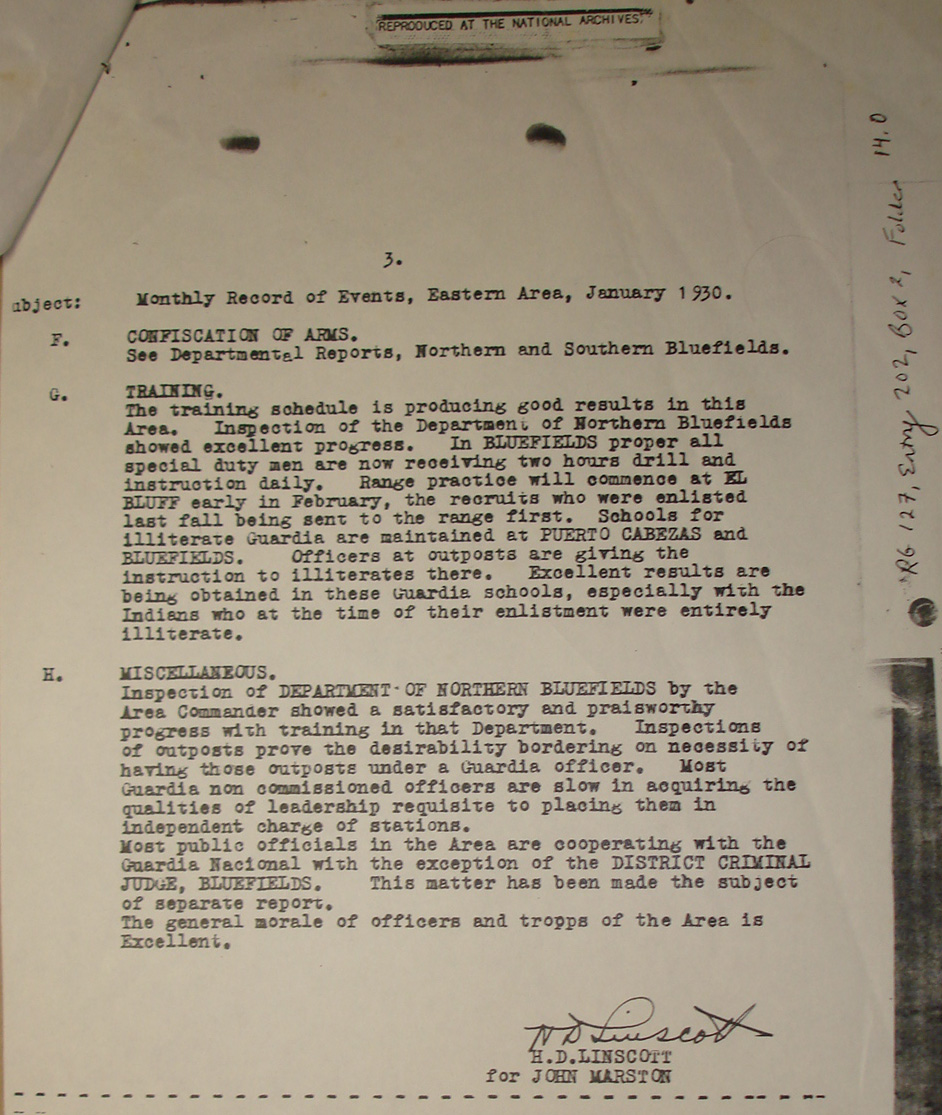 REPRODUCED AT THE NATIONAL ARCHIVES
3.
ubject: Monthly Record of Events, Eastern Area, January 1930.
F. CONFISCATION OF ARMS.
See Departmental Reports, Northern and Southern Bluefields.
G. TRAINING.
The training schedule is producing good results in this
Area. Inspection of the Department of Northern Bluefields
showed excellent progress. In BLUEFIELDS proper all
special duty men are now receiving two hours drill and
instruction daily. Range practice will commence at EL
BLUFF early in February, the recruits who were enlisted
last fall being sent to the range first. Schools for
illiterate Guardia are maintained at PUERTO CABEZAS and
BLUEFIELDS. Officers at outposts are giving the
instruction to illiterates there. Excellent results are
being obtained in these Guardia schools, especially with the
Indians who at the time of their enlistment were entirely
illiterate.
H. MISCELLANEOUS.
Inspection of DEPARTMENT OF NORTHERN BLUEFIELDS by the
Area Commander showed a satisfactory and praisworthy
progress with training in that Department. Inspections
of outposts prove the desirability bordering on necessity of
having those outposts under a Guardia officer. Most
Guardia non commissioned officers are slow in acquiring the
qualities of leadership requisite to placing them in
independent charge of stations.
Most public officials in the Area are cooperating with the
Guardia Nacional with the exception of the DISTRICT CRIMINAL
JUDGE, BLUEFIELDS. This matter has been made the subject
of separate report.
The general morale of officers and tropps of the Area is
Excellent.
H D Linscott
H.D.LINSCOTT
for JOHN MARSTON
RG 127, Entry 202, Box 2, Folder 14.0